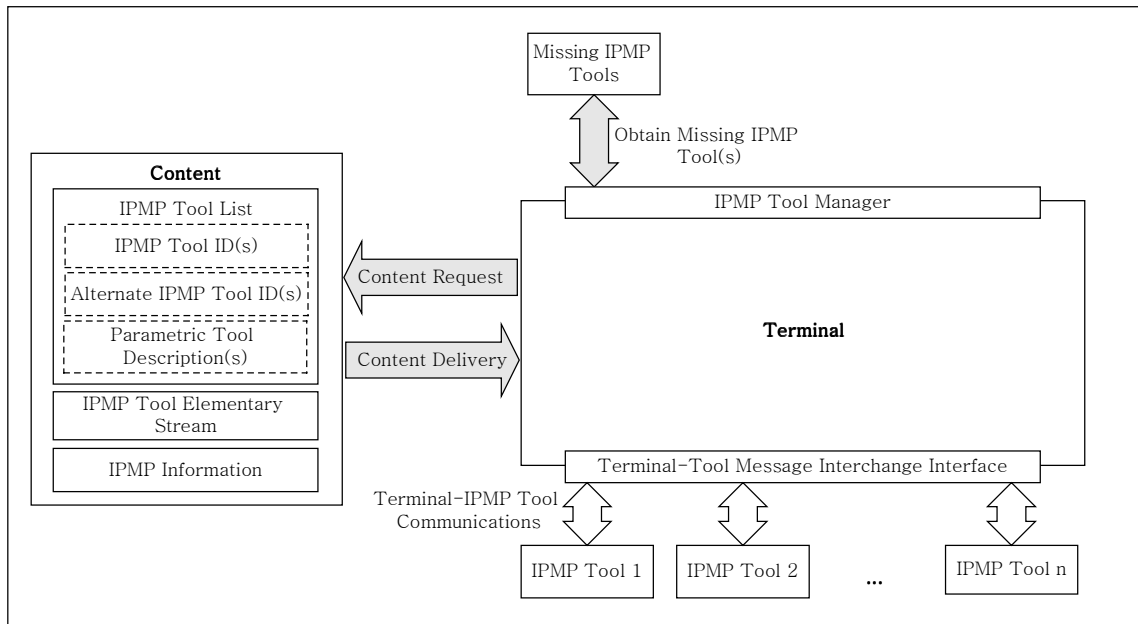 Missing IPMP
Tools
Obtain Missing IPMP
Tool(s)
Content
IPMP Tool List
IPMP Tool ID(s)
Alternate IPMP Tool ID(s)
Parametric Tool
Description(s)
IPMP Tool Elementary
Stream
IPMP Information
Content Request
Content Delivery
IPMP Tool Manager
Terminal
Terminal-Tool Message Interchange Interface
Terminal-IPMP Tool
Communications
IPMP Tool 1
IPMP Tool 2
...
IPMP Tool n